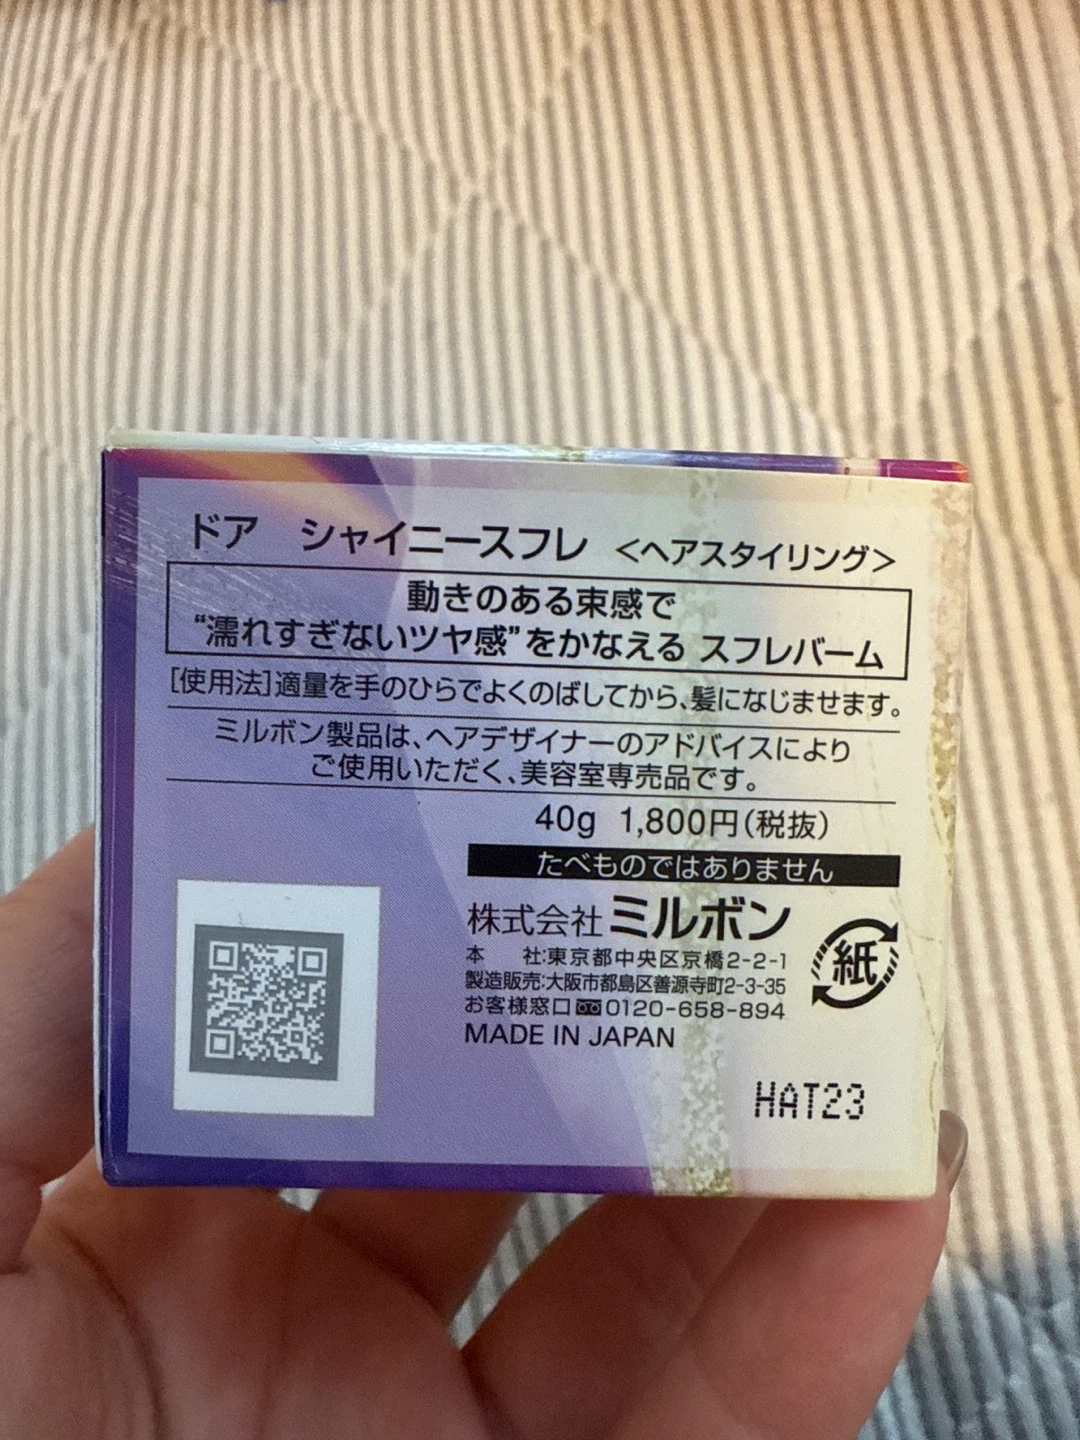 ドア シャイニースフレ <ヘアスタイリング>
動きのある束感で
“濡れすぎないツヤ感”をかなえる スフレバーム
[使用法]適量を手のひらでよくのばしてから、髪になじませます。
ミルボン製品は、ヘアデザイナーのアドバイスにより
ご使用いただく、美容室専売品です。
40g 1,800円(税抜)
たべものではありません
株式会社ミルボン
本 社:東京都中央区京橋2-2-1
製造販売:大阪市都島区善源寺町2-3-35
お客様窓口 0120-658-894
MADE IN JAPAN
紙
HAT23